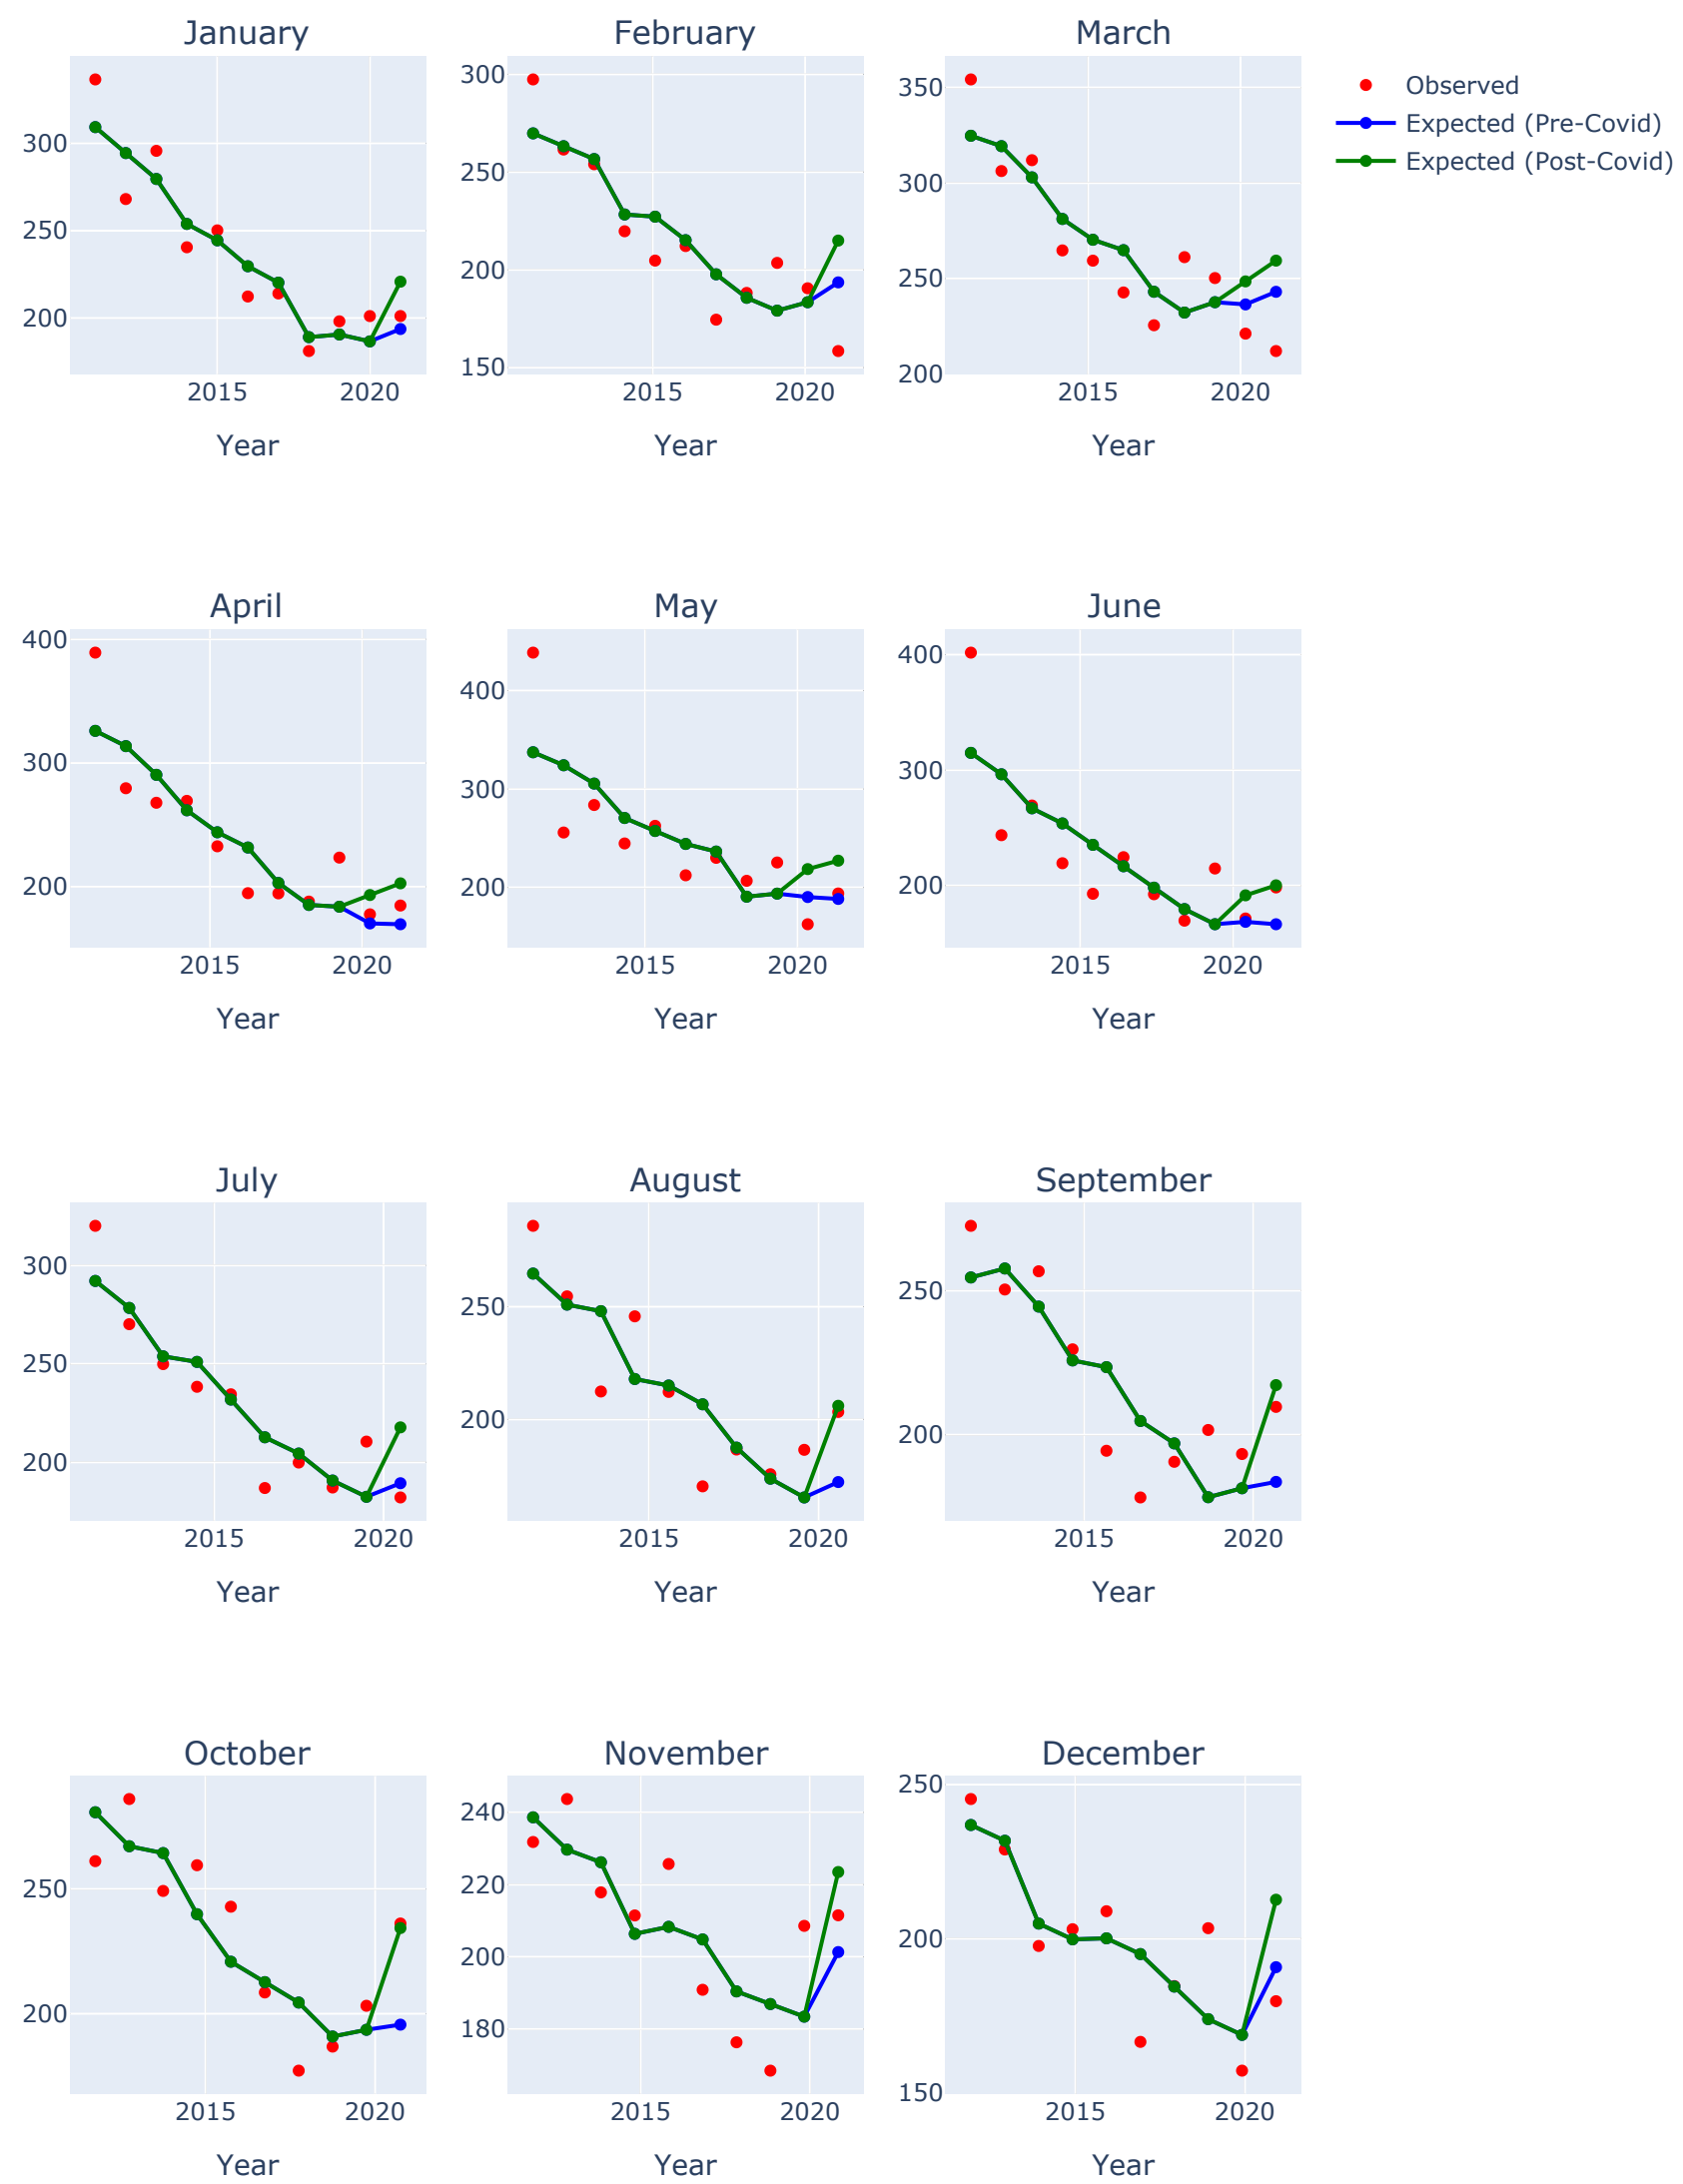 January
February
March
300
250
200
2015
2020
Year
300
250
200
150
2015
2020
Year
350
300
250
200
2015
2020
Year
Observed
Expected (Pre-Covid)
Expected (Post-Covid)
April
May
June
400
300
200
2015
2020
Year
400
300
200
2015
2020
Year
400
300
200
2015
2020
Year
July
August
September
300
250
200
2015
2020
Year
250
200
2015
2020
Year
250
200
2015
2020
Year
October
November
December
250
200
2015
2020
Year
240
220
200
180
2015
2020
Year
250
200
150
2015
2020
Year